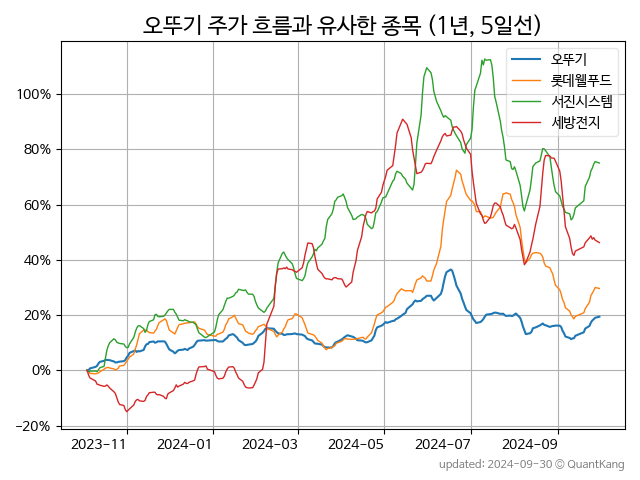 오뚜기 주가 흐름과 유사한 종목 (1년, 5일선)
오뚜기
롯데웰푸드
서진시스템
세방전지
100%
80%
60%
40%
20%
0%
−20%
2023−11
2024−01
2024−03
2024−05
2024−07
2024−09
updated: 2024-09-30 © QuantKang